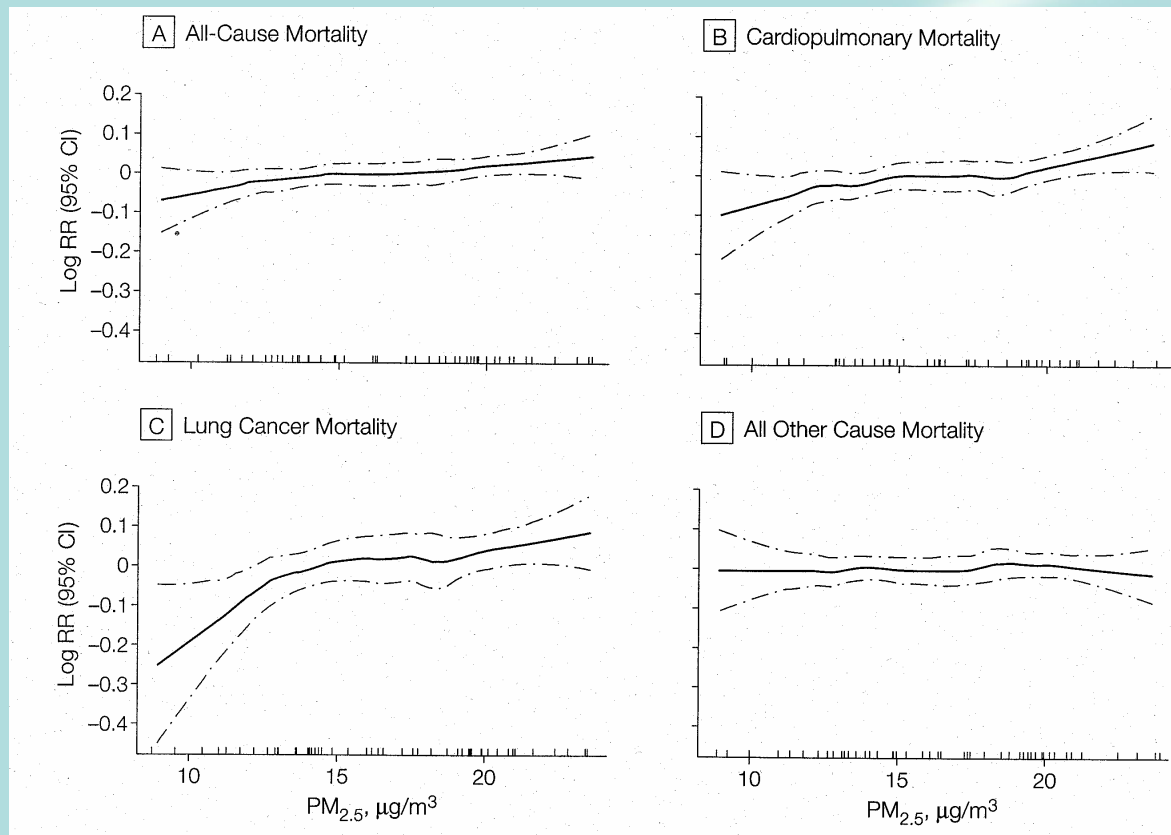 A All-Cause Mortality
B Cardiopulmonary Mortality
Log RR (95% CI)
0.2
0.1
0
−0.1
−0.2
−0.3
−0.4
C Lung Cancer Mortality
D All Other Cause Mortality
Log RR (95% CI)
0.2
0.1
0
−0.1
−0.2
−0.3
−0.4
10 15 20
10 15 20
PM2.5, μg/m3
PM2.5, μg/m3